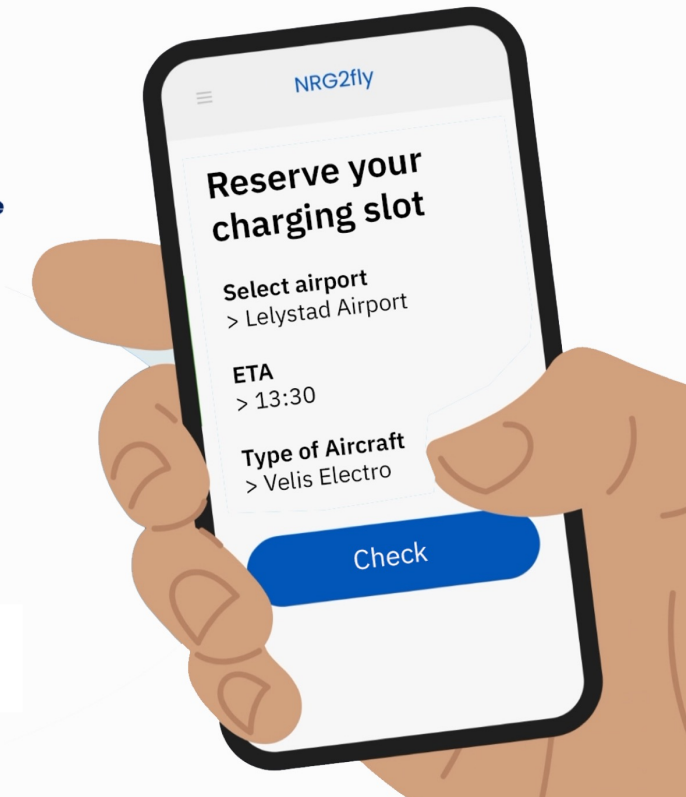 NRG2fly
Reserve your
charging slot
Select airport
> Lelystad Airport
ETA
> 13:30
Type of Aircraft
> Velis Electro
Check